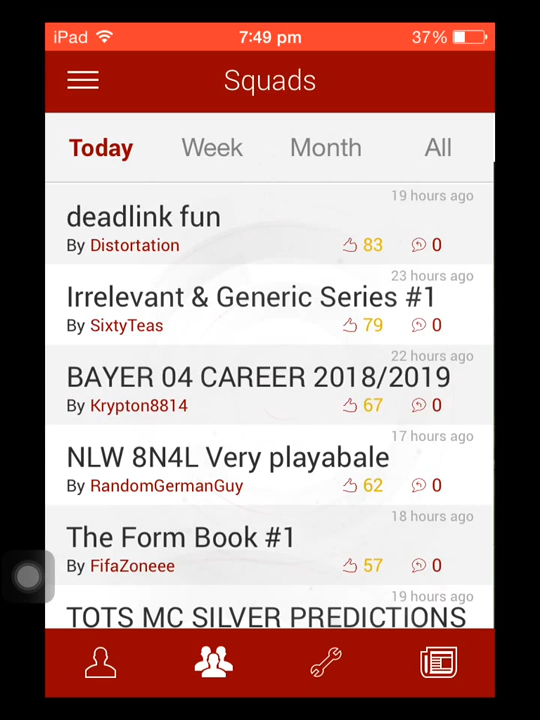 iPad 7:49 pm 37%
Squads
Today Week Month All
19 hours ago
deadlink fun
By Distortation 83 0
23 hours ago
Irrelevant & Generic Series #1
By SixtyTeas 79 0
22 hours ago
BAYER 04 CAREER 2018/2019
By Krypton8814 67 0
17 hours ago
NLW 8N4L Very playabale
By RandomGermanGuy 62 0
18 hours ago
The Form Book #1
By FifaZoneee 57 0
19 hours ago
TOTS MC SILVER PREDICTIONS